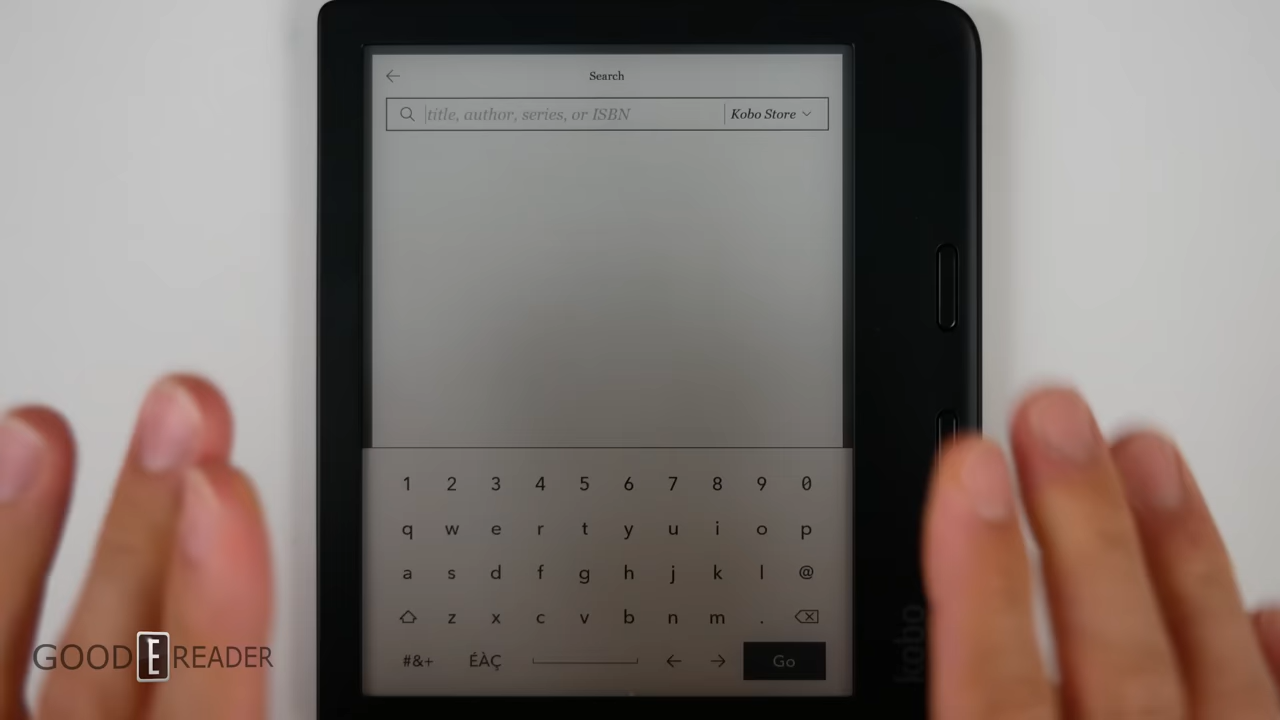 Search
title, author, series, or ISBN Kobo Store
1 2 3 4 5 6 7 8 9 0
q w e r t y u i o p
a s d f g h j k l @
z x c v b n m .
#&+ ÉÀÇ Go
kobo
GOOD E READER